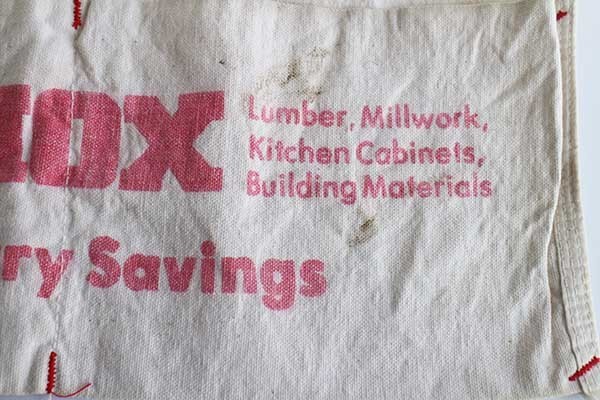 Lumber, Millwork,
Kitchen Cabinets,
Building Materials
Savings